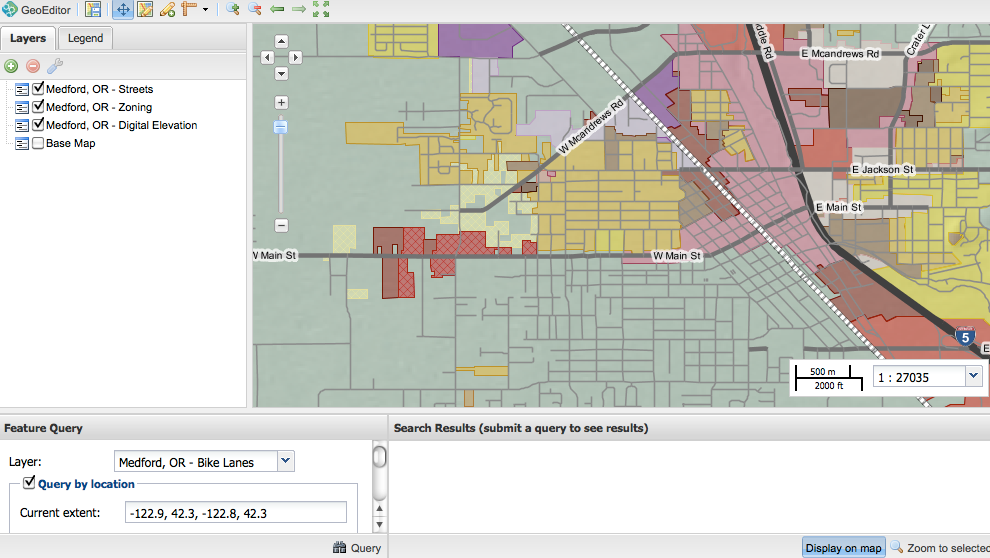 GeoEditor
Layers Legend
Medford, OR - Streets
Medford, OR - Zoning
Medford, OR - Digital Elevation
Base Map
E Mcandrews Rd
W Mcandrews Rd
E Jackson St
E Main St
W Main St
W Main St
5
E
500 m
2000 ft
1 : 27035
Feature Query
Layer: Medford, OR - Bike Lanes
Query by location
Current extent: -122.9, 42.3, -122.8, 42.3
Query
Search Results (submit a query to see results)
Display on map Zoom to selected